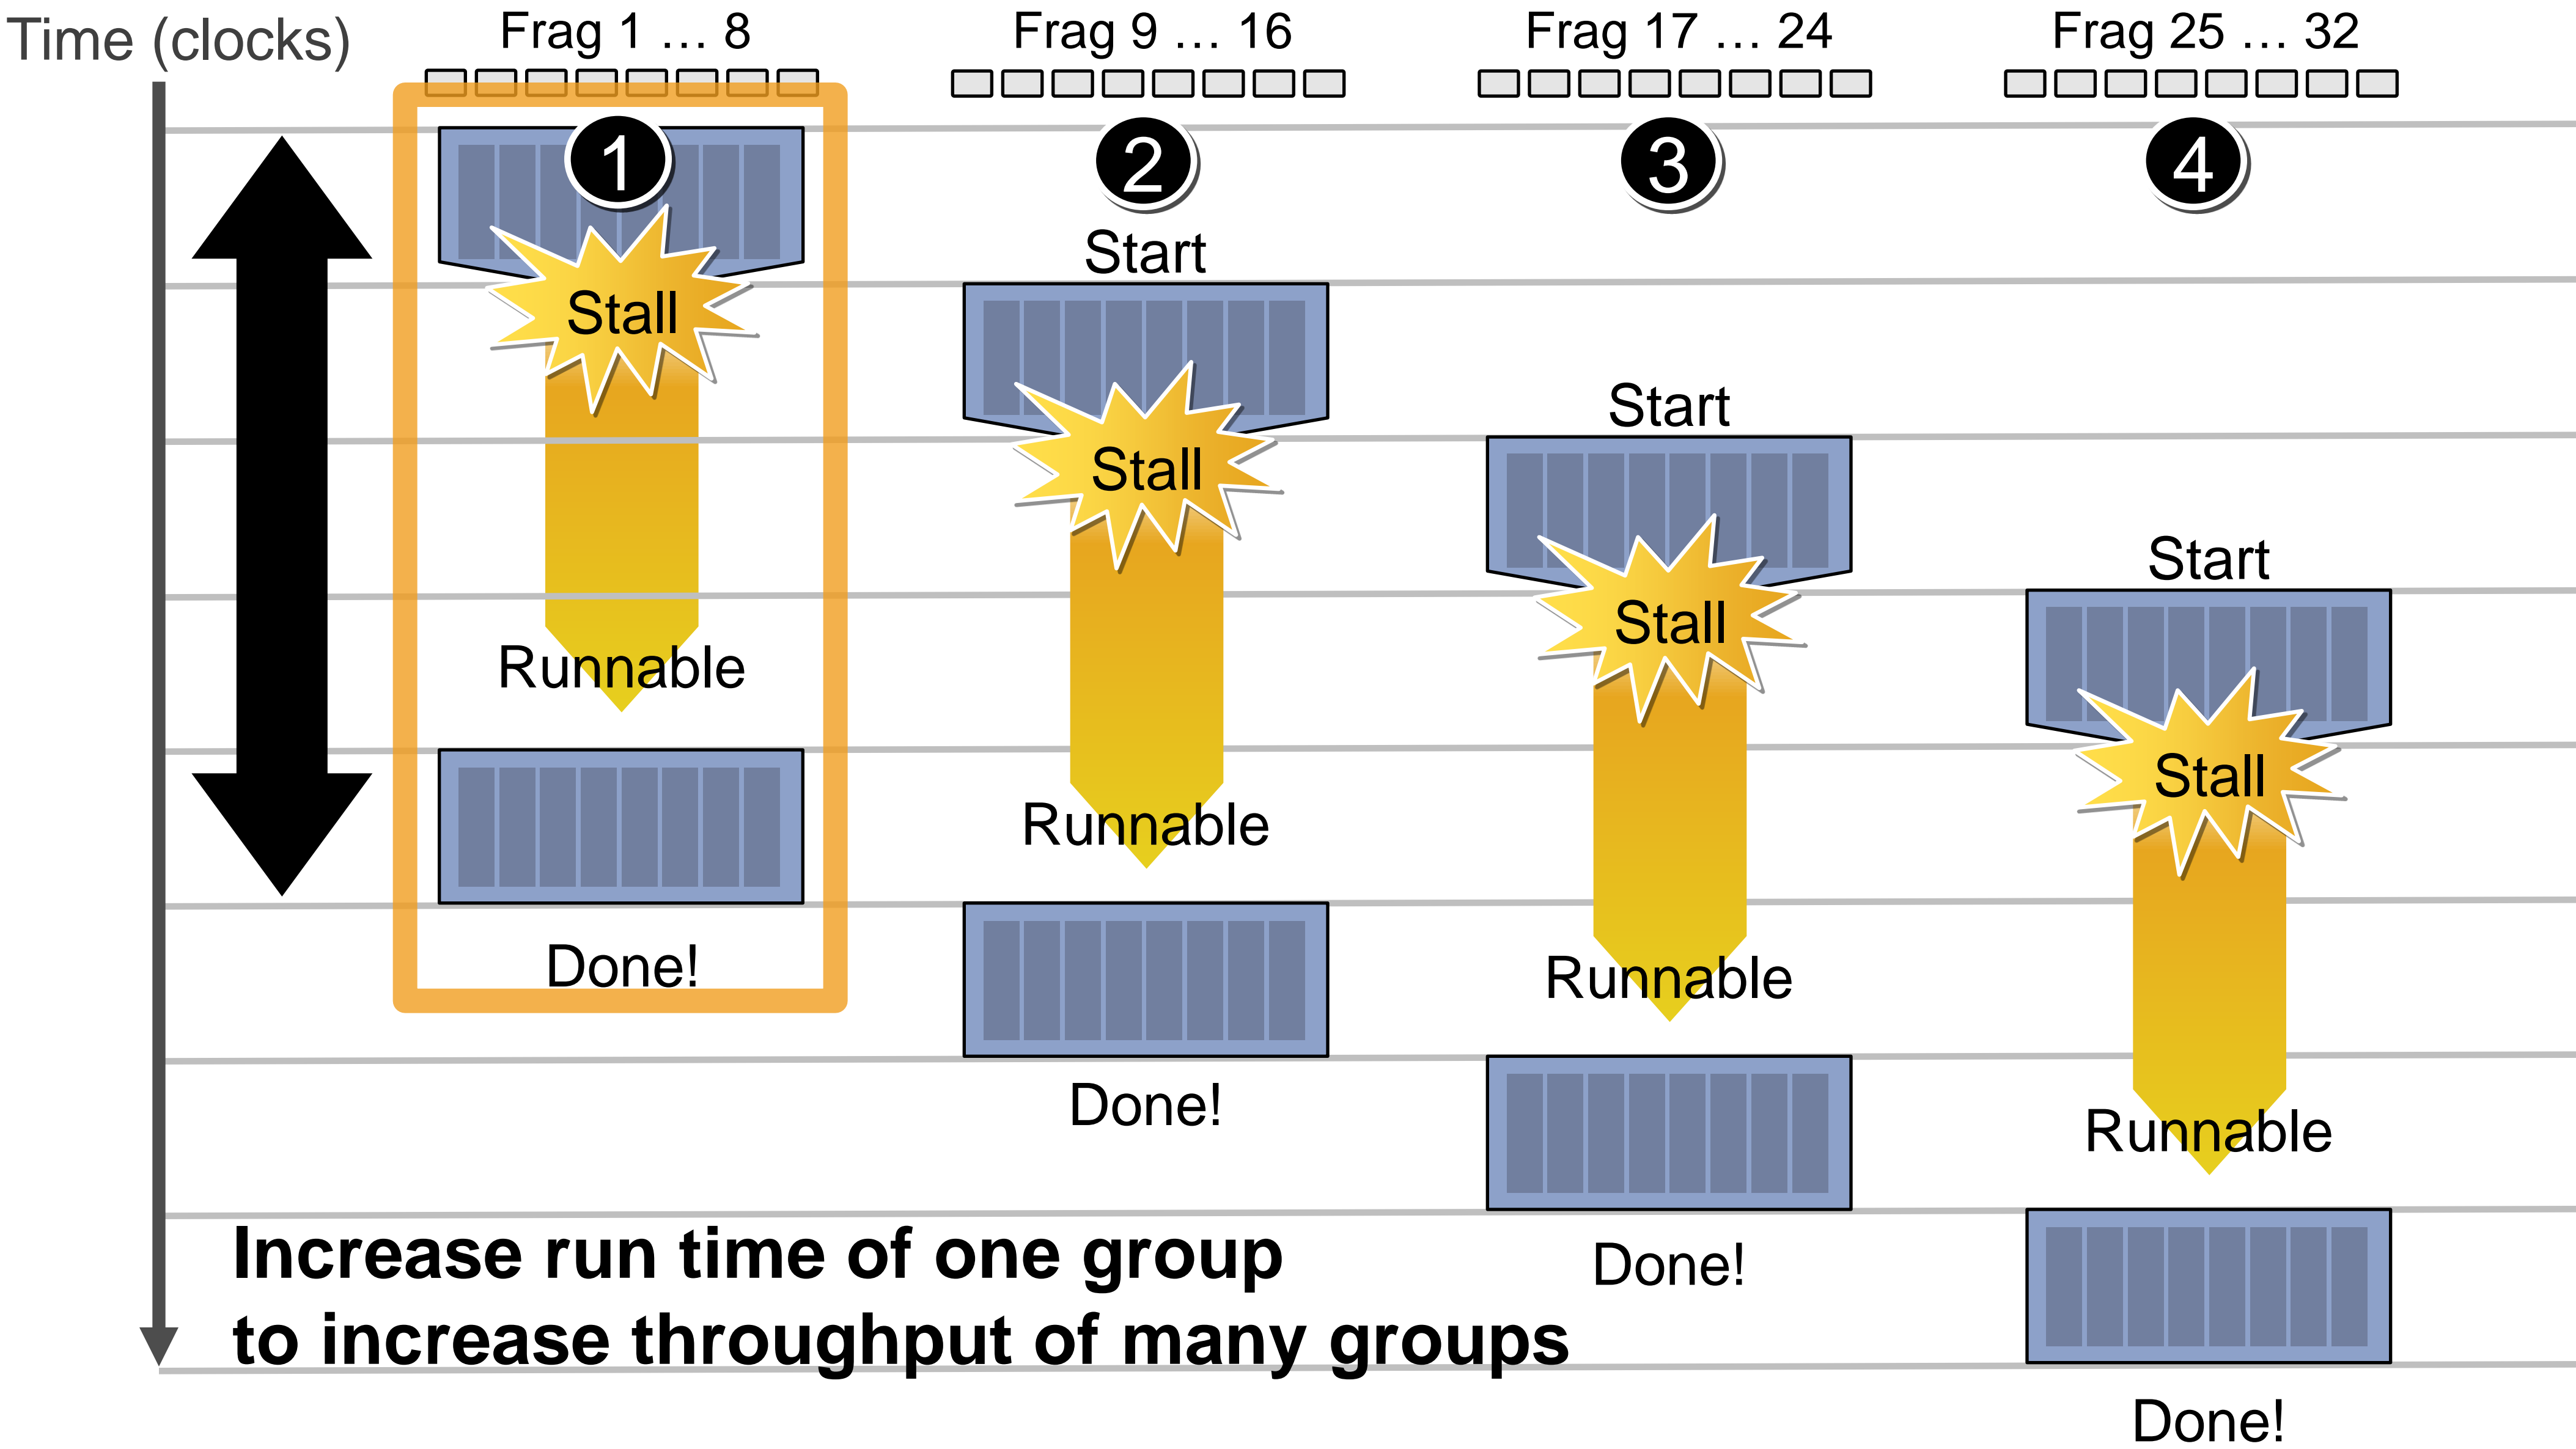 Time (clocks)
Frag 1 … 8
Frag 9 … 16
Frag 17 … 24
Frag 25 … 32
1
2
3
4
Start
Stall
Start
Stall
Start
Stall
Runnable
Stall
Runnable
Done!
Runnable
Done!
Runnable
Increase run time of one group
to increase throughput of many groups
Done!
Done!